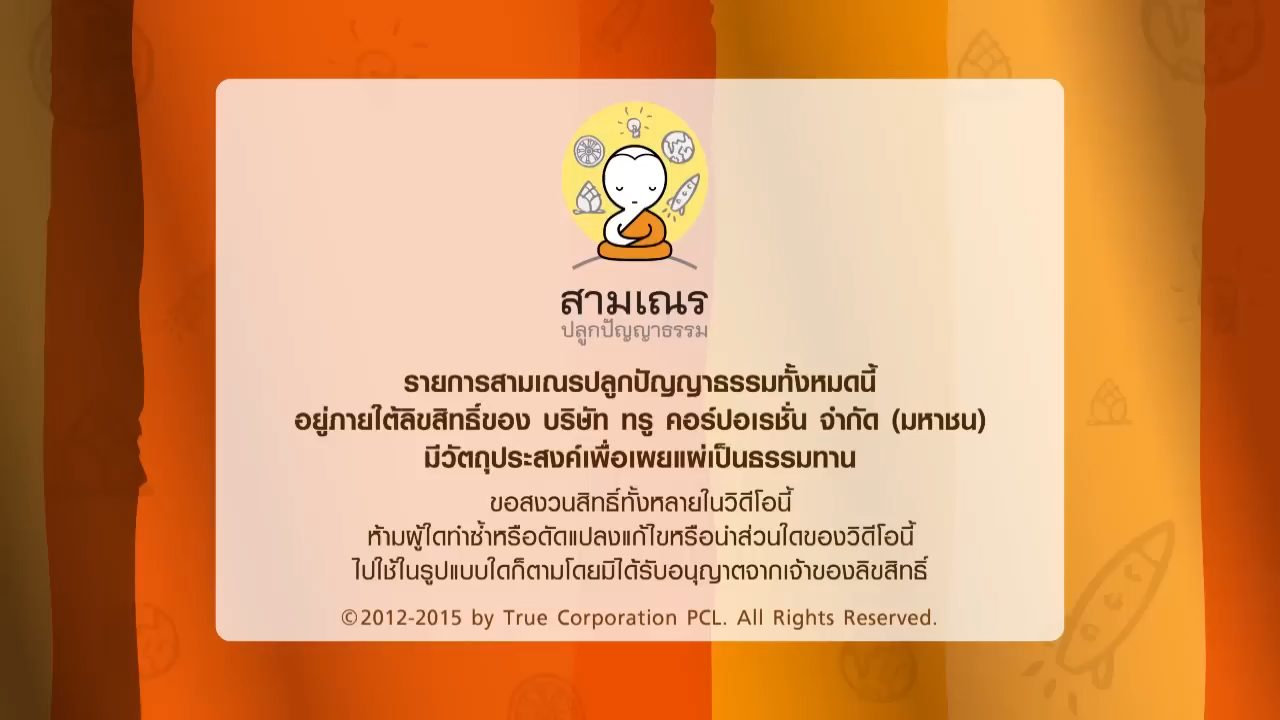 สามเณร
ปลูกปัญญาธรรม
รายการสามเณรปลูกปัญญาธรรมทั้งหมดนี้
อยู่ภายใต้ลิขสิทธิ์ของ บริษัท ทรู คอร์ปอเรชั่น จำกัด (มหาชน)
มีวัตถุประสงค์เพื่อเผยแผ่เป็นธรรมทาน
ขอสงวนสิทธิ์ทั้งหลายในวิดีโอนี้
ห้ามผู้ใดทำซ้ำหรือดัดแปลงแก้ไขหรือนำส่วนใดของวิดีโอนี้
ไปใช้ในรูปแบบใดก็ตามโดยมิได้รับอนุญาตจากเจ้าของลิขสิทธิ์
©2012-2015 by True Corporation PCL. All Rights Reserved.